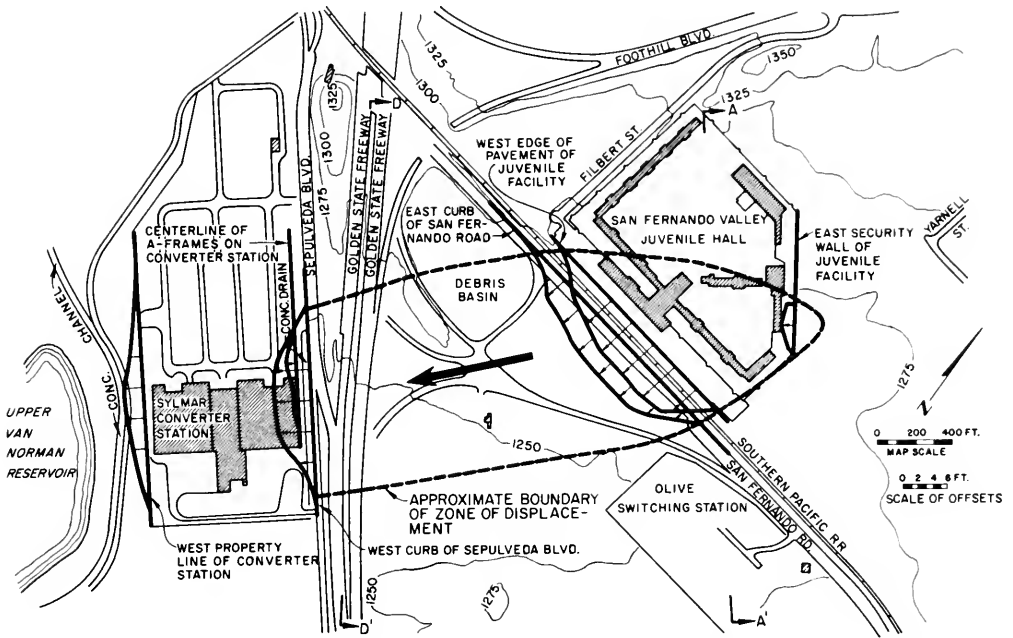 FOOTHILL BLVD.
1325
1300
1350
1325
A
D
1325
1300
1275
SEPULVEDA BLVD.
GOLDEN STATE FREEWAY
GOLDEN STATE FREEWAY
WEST EDGE OF
PAVEMENT OF
JUVENILE
FACILITY
FILBERT ST.
EAST CURB
OF SAN FER-
NANDO ROAD
SAN FERNANDO VALLEY
JUVENILE HALL
YARNELL
ST.
EAST SECURITY
WALL OF
JUVENILE
FACILITY
CENTERLINE OF
A-FRAMES ON
CONVERTER STATION
CONC. DRAIN
DEBRIS
BASIN
CONC. CHANNEL
1275
N
UPPER
VAN
NORMAN
RESERVOIR
SYLMAR
CONVERTER
STATION
1250
0 200 400 FT.
MAP SCALE
0 2 4 6 FT.
SCALE OF OFFSETS
SOUTHERN PACIFIC RR
SAN FERNANDO RD.
OLIVE
SWITCHING STATION
APPROXIMATE BOUNDARY
OF ZONE OF DISPLACE-
MENT
WEST CURB OF SEPULVEDA BLVD.
WEST PROPERTY
LINE OF CONVERTER
STATION
1250
1275
D'
A'